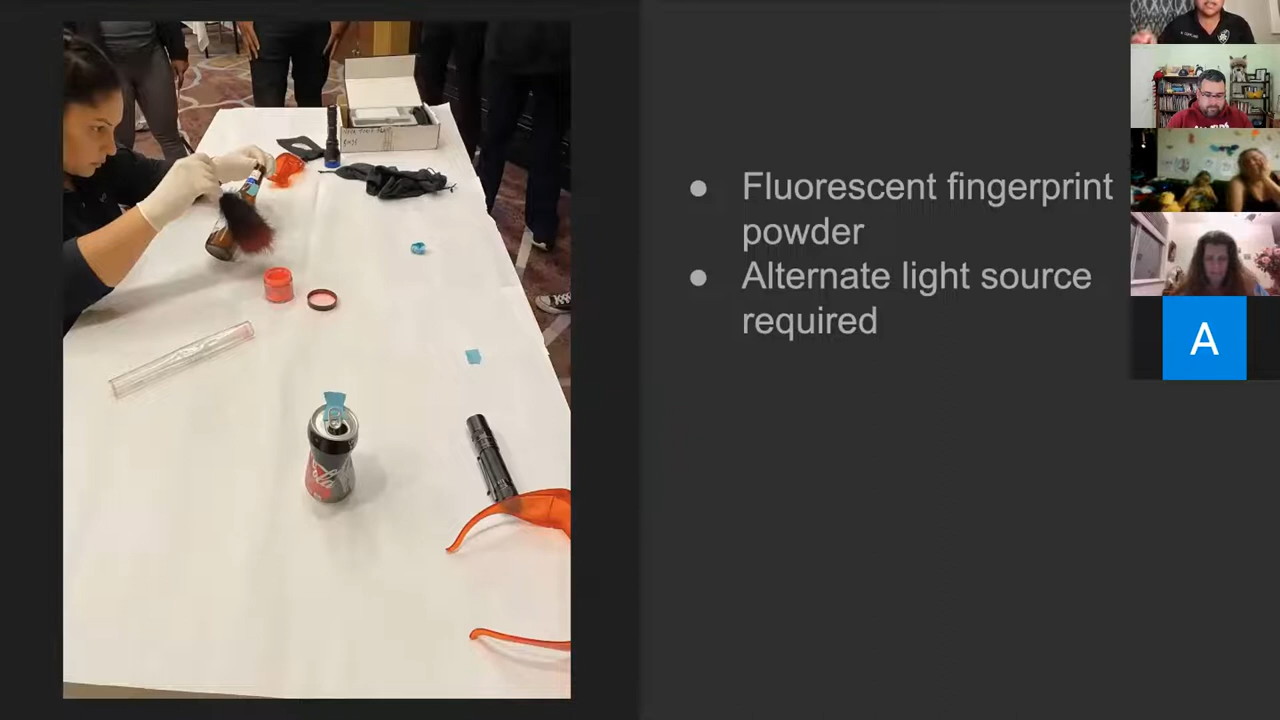 ● Fluorescent fingerprint
powder
● Alternate light source
required
A